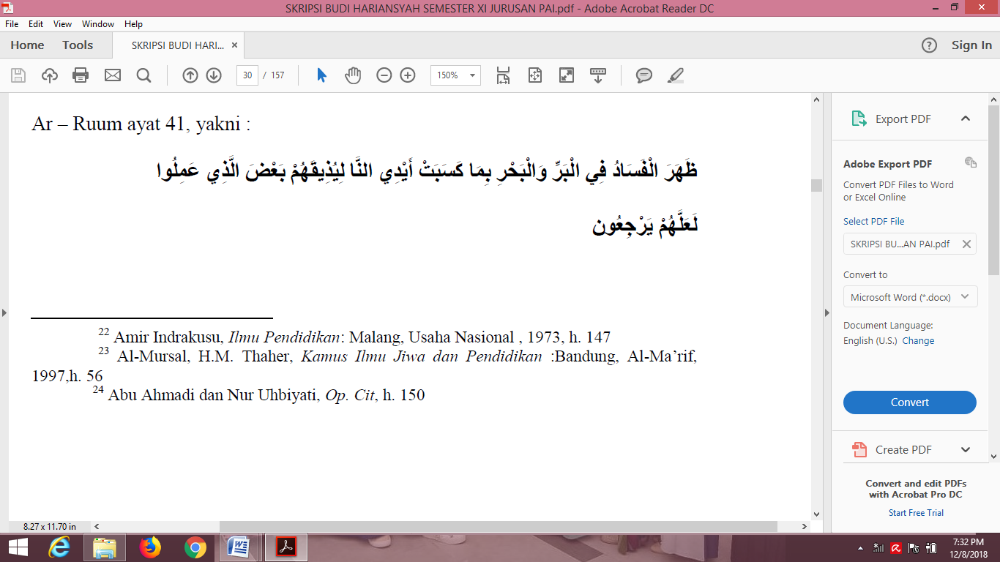 SKRIPSI BUDI HARIANSYAH SEMESTER XI JURUSAN PAI.pdf - Adobe Acrobat Reader DC
File Edit View Window Help
Home Tools SKRIPSI BUDI HARI... × Sign In
30 / 157 150%
Ar – Ruum ayat 41, yakni :
ظَهَرَ الْفَسَادُ فِي الْبَرِّ وَالْبَحْرِ بِمَا كَسَبَتْ أَيْدِي النَّا لِيُذِيقَهُمْ بَعْضَ الَّذِي عَمِلُوا
لَعَلَّهُمْ يَرْجِعُون
22 Amir Indrakusu, Ilmu Pendidikan: Malang, Usaha Nasional , 1973, h. 147
23 Al-Mursal, H.M. Thaher, Kamus Ilmu Jiwa dan Pendidikan :Bandung, Al-Ma’rif,
1997,h. 56
24 Abu Ahmadi dan Nur Uhbiyati, Op. Cit, h. 150
8.27 x 11.70 in
Export PDF
Adobe Export PDF
Convert PDF Files to Word
or Excel Online
Select PDF File
SKRIPSI BU...AN PAI.pdf
Convert to
Microsoft Word (*.docx)
Document Language:
English (U.S.) Change
Convert
Create PDF
Convert and edit PDFs
with Acrobat Pro DC
Start Free Trial
7:32 PM
12/8/2018